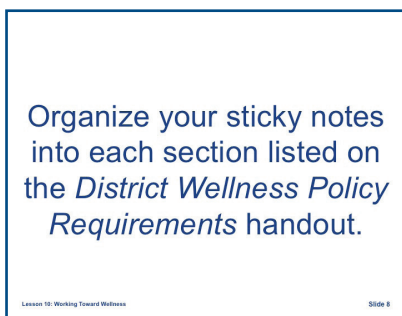 Organize your sticky notes
into each section listed on
the District Wellness Policy
Requirements handout.
Lesson 10: Working Toward Wellness
Slide 8